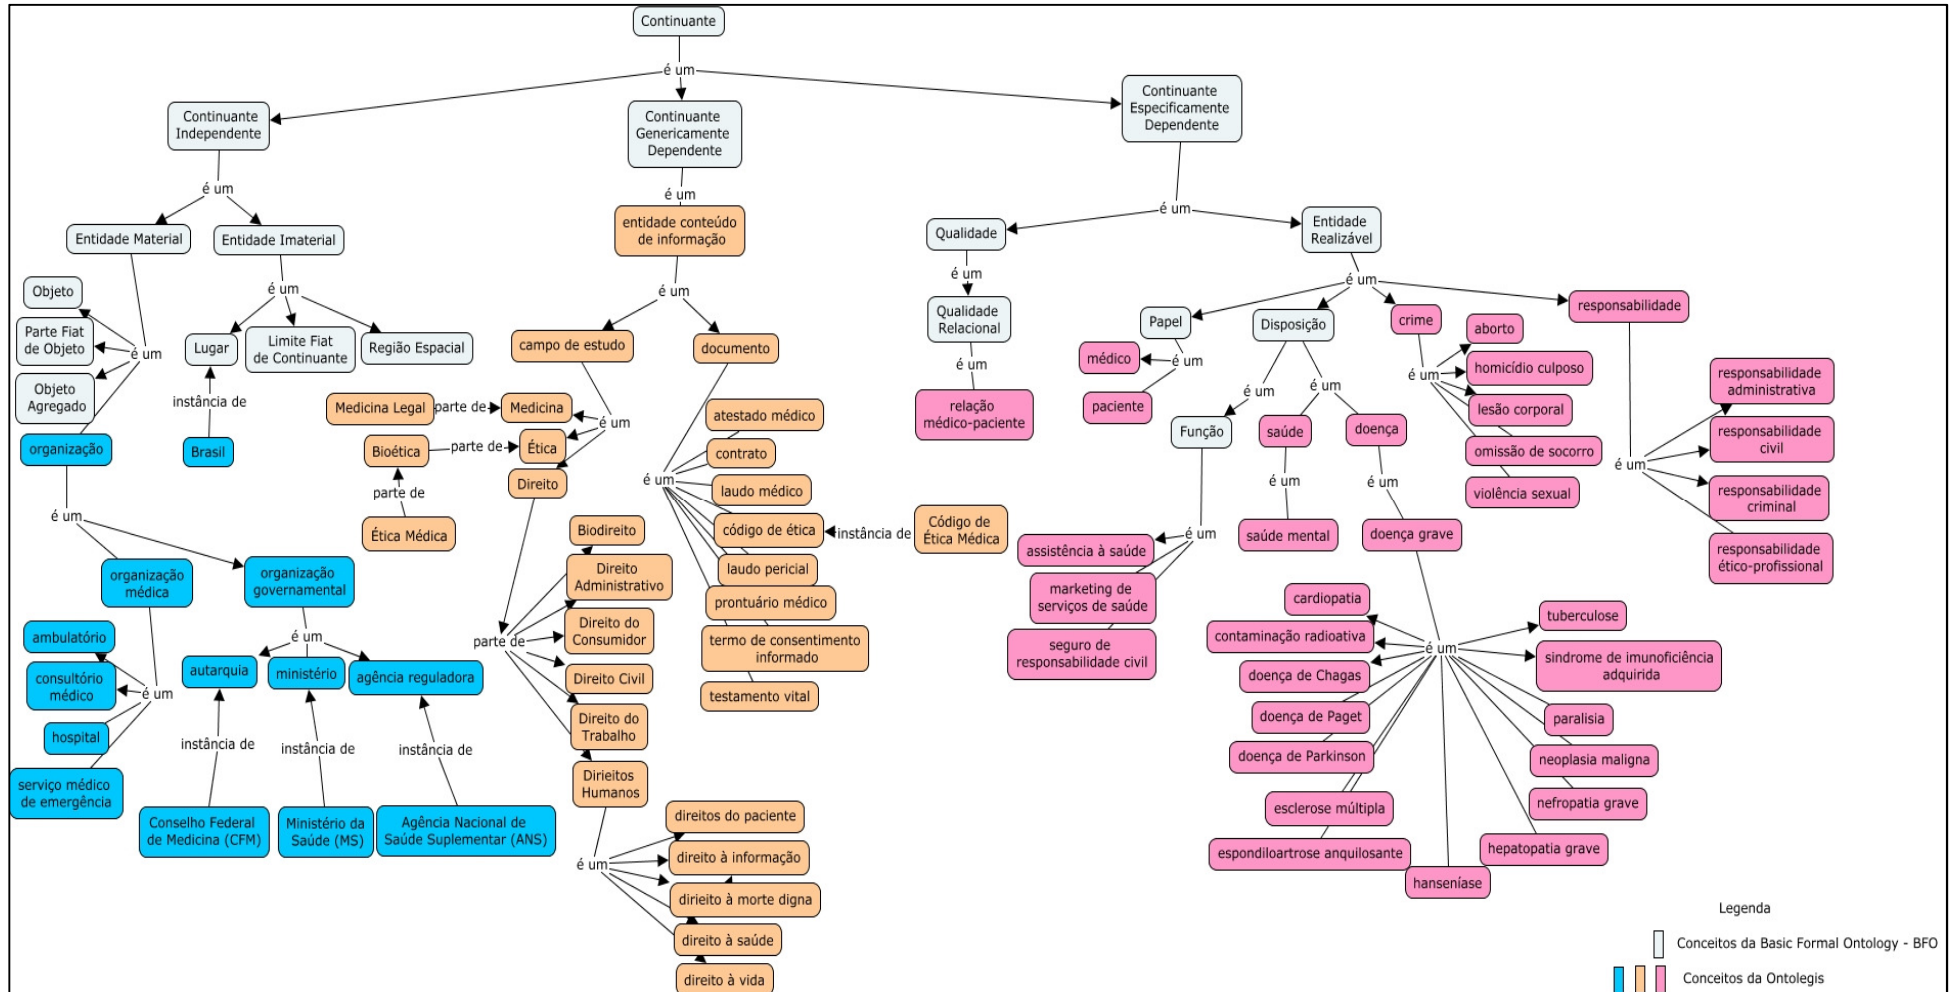 Continuante
é um
Continuante
Independente
Continuante
Genericamente
Dependente
Continuante
Especificamente
Dependente
é um
Entidade Material
Entidade Imaterial
é um
Objeto
Parte Fiat
de Objeto
Objeto
Agregado
organização
é um
Lugar
Limite Fiat
de Continuante
Região Espacial
instância de
Brasil
é um
organização
médica
organização
governamental
ambulatório
consultório
médico
hospital
serviço médico
de emergência
é um
é um
autarquia
ministério
agência reguladora
instância de
instância de
instância de
Conselho Federal
de Medicina (CFM)
Ministério da
Saúde (MS)
Agência Nacional de
Saúde Suplementar (ANS)
é um
é um
entidade conteúdo
de informação
é um
campo de estudo
documento
Medicina Legal
parte de
Medicina
é um
Bioética
parte de
Ética
Direito
parte de
Ética Médica
parte de
Biodireito
Direito
Administrativo
Direito do
Consumidor
Direito Civil
Direito do
Trabalho
Dirieitos
Humanos
é um
direitos do paciente
direito à informação
dirieito à morte digna
direito à saúde
direito à vida
é um
atestado médico
contrato
laudo médico
código de ética
instância de
Código de
Ética Médica
laudo pericial
prontuário médico
termo de consentimento
informado
testamento vital
é um
Qualidade
Entidade
Realizável
é um
Qualidade
Relacional
é um
relação
médico-paciente
é um
Papel
Disposição
crime
responsabilidade
médico
é um
paciente
é um
é um
Função
saúde
doença
é um
assistência à saúde
marketing de
serviços de saúde
seguro de
responsabilidade civil
é um
saúde mental
é um
doença grave
é um
aborto
homicídio culposo
lesão corporal
omissão de socorro
violência sexual
é um
responsabilidade
administrativa
responsabilidade
civil
responsabilidade
criminal
responsabilidade
ético-profissional
é um
cardiopatia
contaminação radioativa
doença de Chagas
doença de Paget
doença de Parkinson
esclerose múltipla
espondiloartrose anquilosante
hanseníase
tuberculose
sindrome de imunoficiência
adquirida
paralisia
neoplasia maligna
nefropatia grave
hepatopatia grave
Legenda
Conceitos da Basic Formal Ontology - BFO
Conceitos da Ontolegis